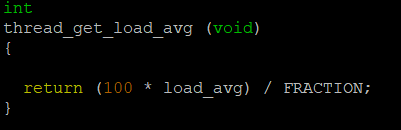 int
thread_get_load_avg (void)
{
return (100 * load_avg) / FRACTION;
}